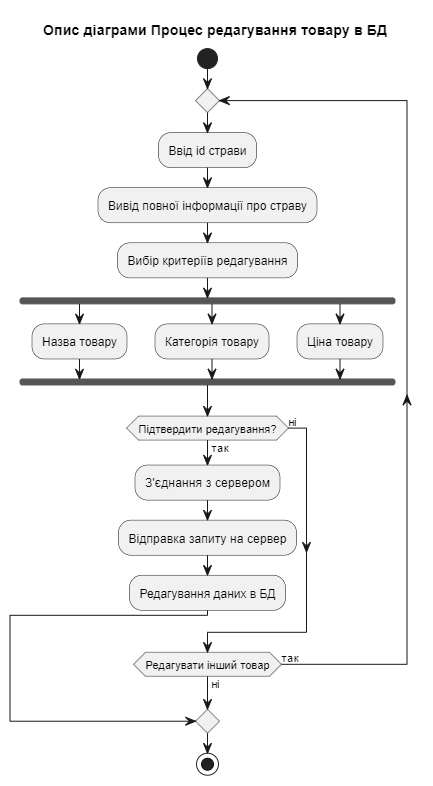 Опис діаграми Процес редагування товару в БД
Ввід id страви
Вивід повної інформації про страву
Вибір критеріїв редагування
Назва товару
Категорія товару
Ціна товару
Підтвердити редагування?
ні
так
З'єднання з сервером
Відправка запиту на сервер
Редагування даних в БД
Редагувати інший товар
так
ні